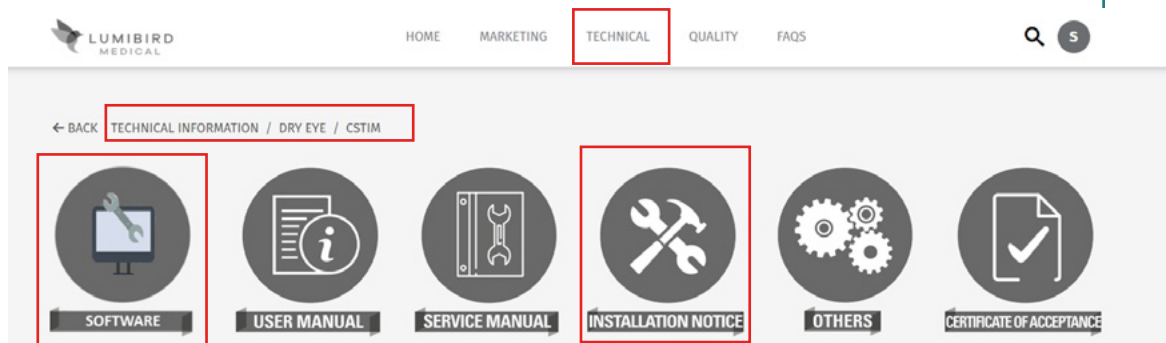 LUMIBIRD
MEDICAL
HOME MARKETING TECHNICAL QUALITY FAQS
S
← BACK TECHNICAL INFORMATION / DRY EYE / CSTIM
SOFTWARE USER MANUAL SERVICE MANUAL INSTALLATION NOTICE OTHERS CERTIFICATE OF ACCEPTANCE